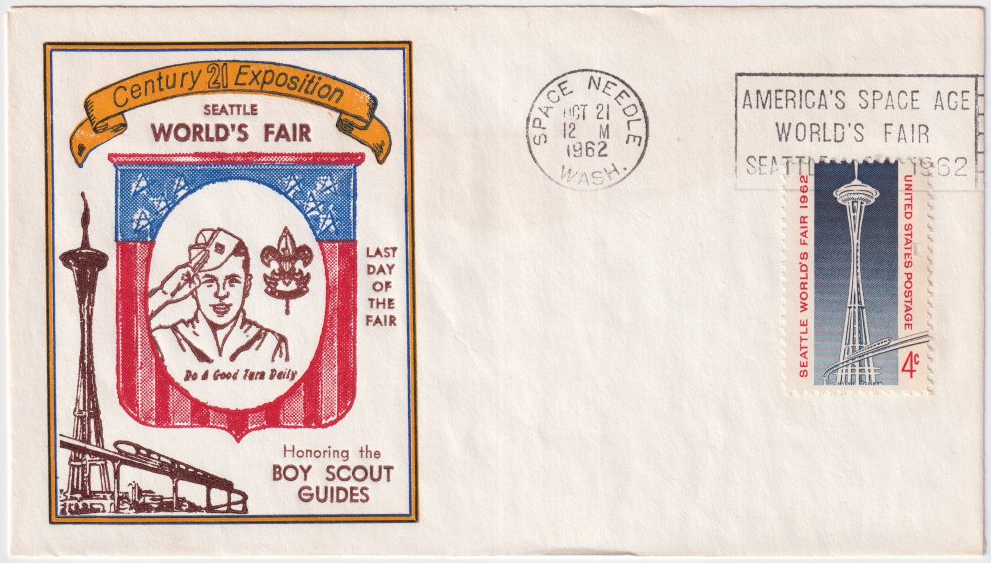 Century 21 Exposition
SEATTLE
WORLD'S FAIR
LAST
DAY
OF
THE
FAIR
Do A Good Turn Daily
Honoring the
BOY SCOUT
GUIDES
SPACE NEEDLE
OCT 21
12 M
1962
WASH.
AMERICA'S SPACE AGE
WORLD'S FAIR
SEATTLE 1962
SEATTLE WORLD'S FAIR 1962
UNITED STATES POSTAGE
4c